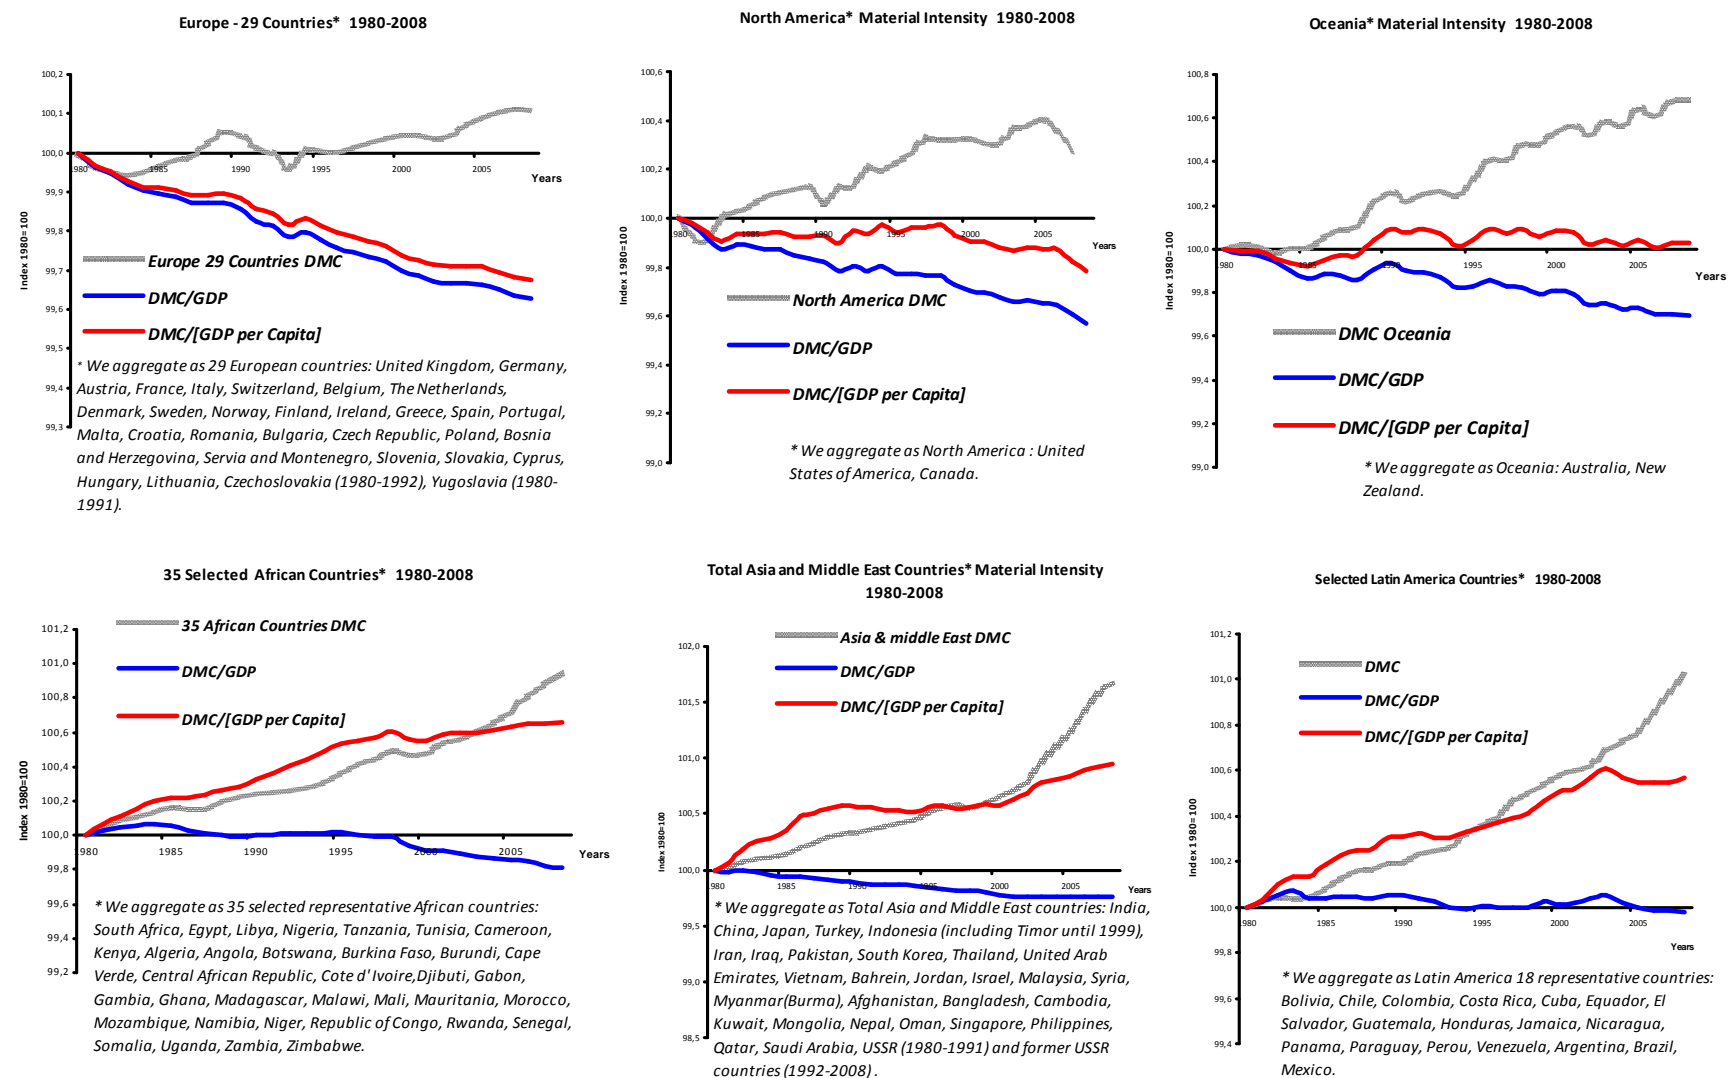 Europe - 29 Countries* 1980-2008
100,2
100,1
100,0
99,9
99,8
99,7
99,6
99,5
99,4
99,3
Index 1980=100
1980
1985
1990
1995
2000
2005
Years
Europe 29 Countries DMC
DMC/GDP
DMC/[GDP per Capita]
* We aggregate as 29 European countries: United Kingdom, Germany,
Austria, France, Italy, Switzerland, Belgium, The Netherlands,
Denmark, Sweden, Norway, Finland, Ireland, Greece, Spain, Portugal,
Malta, Croatia, Romania, Bulgaria, Czech Republic, Poland, Bosnia
and Herzegovina, Servia and Montenegro, Slovenia, Slovakia, Cyprus,
Hungary, Lithuania, Czechoslovakia (1980-1992), Yugoslavia (1980-
1991).
North America* Material Intensity 1980-2008
100,6
100,4
100,2
100,0
99,8
99,6
99,4
99,2
99,0
Index 1980=100
1980
1985
1990
1995
2000
2005
Years
North America DMC
DMC/GDP
DMC/[GDP per Capita]
* We aggregate as North America : United
States of America, Canada.
Oceania* Material Intensity 1980-2008
100,8
100,6
100,4
100,2
100,0
99,8
99,6
99,4
99,2
99,0
Index 1980=100
1980
1985
1990
1995
2000
2005
Years
DMC Oceania
DMC/GDP
DMC/[GDP per Capita]
* We aggregate as Oceania: Australia, New
Zealand.
35 Selected African Countries* 1980-2008
101,2
101,0
100,8
100,6
100,4
100,2
100,0
99,8
99,6
99,4
99,2
Index 1980=100
1980
1985
1990
1995
2000
2005
Years
35 African Countries DMC
DMC/GDP
DMC/[GDP per Capita]
* We aggregate as 35 selected representative African countries:
South Africa, Egypt, Libya, Nigeria, Tanzania, Tunisia, Cameroon,
Kenya, Algeria, Angola, Botswana, Burkina Faso, Burundi, Cape
Verde, Central African Republic, Cote d' Ivoire,Djibuti, Gabon,
Gambia, Ghana, Madagascar, Malawi, Mali, Mauritania, Morocco,
Mozambique, Namibia, Niger, Republic of Congo, Rwanda, Senegal,
Somalia, Uganda, Zambia, Zimbabwe.
Total Asia and Middle East Countries* Material Intensity
1980-2008
102,0
101,5
101,0
100,5
100,0
99,5
99,0
98,5
Index 1980=100
1980
1985
1990
1995
2000
2005
Years
Asia & middle East DMC
DMC/GDP
DMC/[GDP per Capita]
* We aggregate as Total Asia and Middle East countries: India,
China, Japan, Turkey, Indonesia (including Timor until 1999),
Iran, Iraq, Pakistan, South Korea, Thailand, United Arab
Emirates, Vietnam, Bahrein, Jordan, Israel, Malaysia, Syria,
Myanmar(Burma), Afghanistan, Bangladesh, Cambodia,
Kuwait, Mongolia, Nepal, Oman, Singapore, Philippines,
Qatar, Saudi Arabia, USSR (1980-1991) and former USSR
countries (1992-2008) .
Selected Latin America Countries* 1980-2008
101,2
101,0
100,8
100,6
100,4
100,2
100,0
99,8
99,6
99,4
Index 1980=100
1980
1985
1990
1995
2000
2005
Years
DMC
DMC/GDP
DMC/[GDP per Capita]
* We aggregate as Latin America 18 representative countries:
Bolivia, Chile, Colombia, Costa Rica, Cuba, Equador, El
Salvador, Guatemala, Honduras, Jamaica, Nicaragua,
Panama, Paraguay, Perou, Venezuela, Argentina, Brazil,
Mexico.